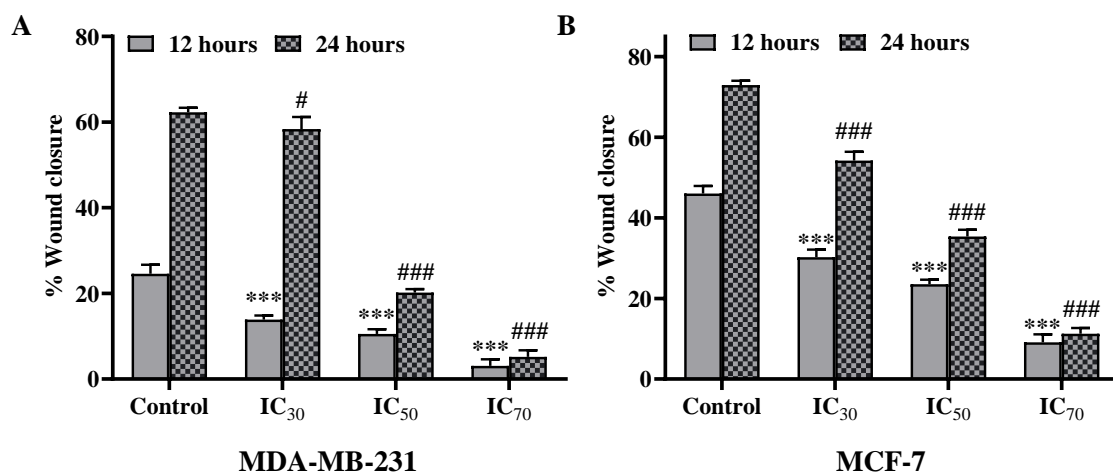 A
80
60
40
20
0
% Wound closure
12 hours
24 hours
#
***
***
###
***
###
Control
IC₃₀
IC₅₀
IC₇₀
MDA-MB-231
B
80
60
40
20
0
% Wound closure
12 hours
24 hours
###
***
###
***
***
###
Control
IC₃₀
IC₅₀
IC₇₀
MCF-7